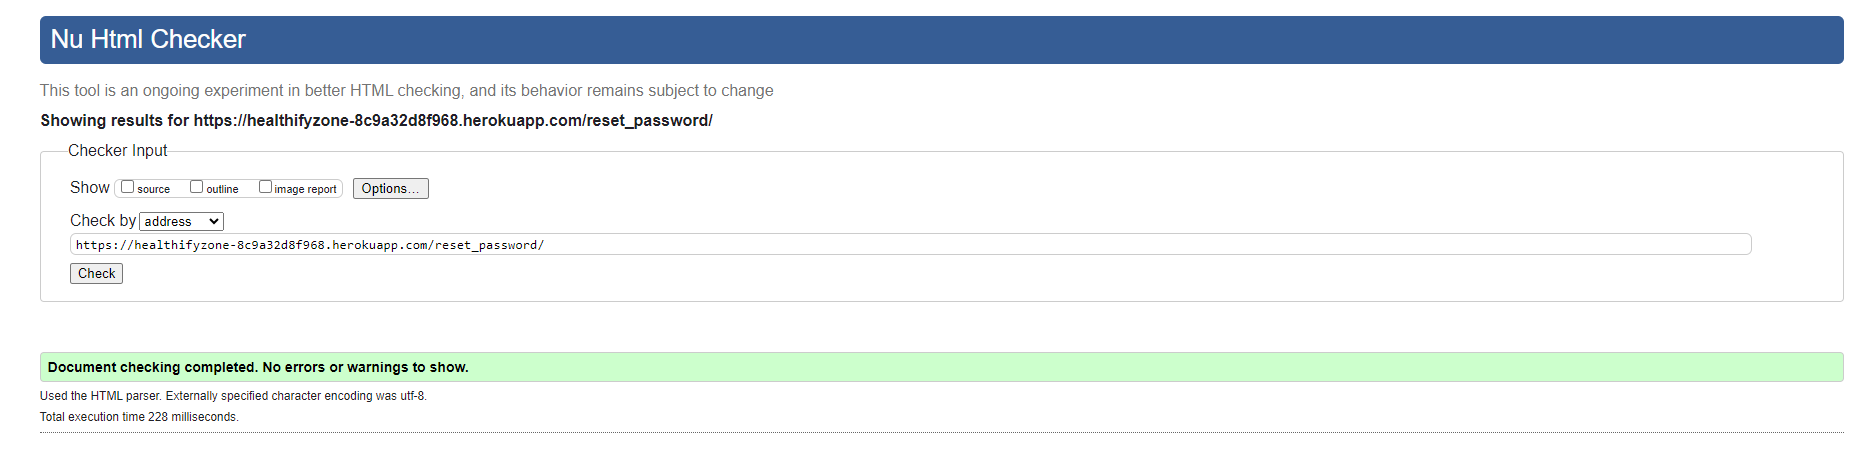 Nu Html Checker
This tool is an ongoing experiment in better HTML checking, and its behavior remains subject to change
Showing results for https://healthifyzone-8c9a32d8f968.herokuapp.com/reset_password/
Checker Input
Show source outline image report Options...
Check by address
https://healthifyzone-8c9a32d8f968.herokuapp.com/reset_password/
Check
Document checking completed. No errors or warnings to show.
Used the HTML parser. Externally specified character encoding was utf-8.
Total execution time 228 milliseconds.